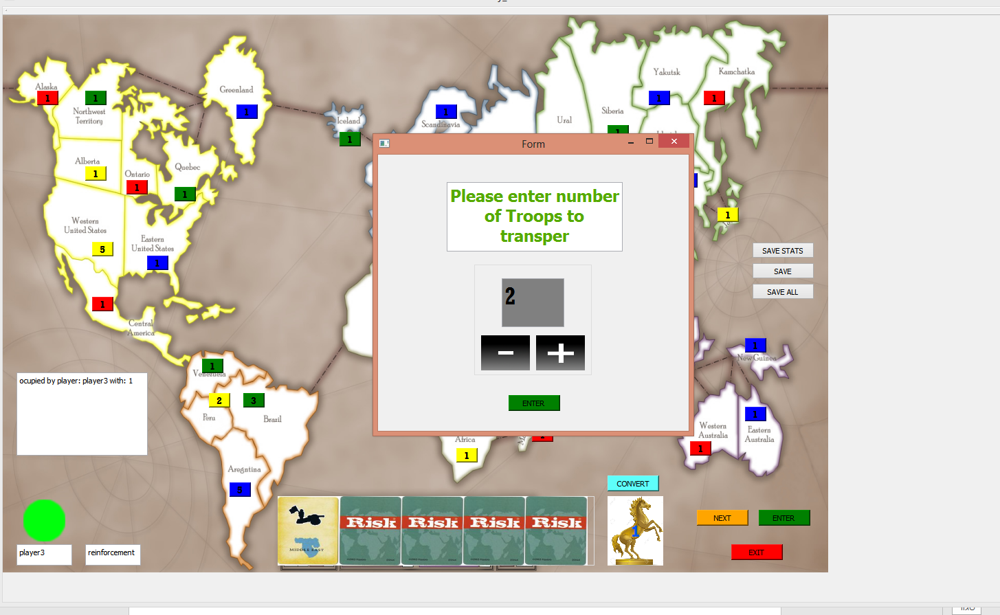 Alaska
1
1
Northwest
Territory
Greenland
1
Iceland
1
1
Scandinavia
Ural
Siberia
1
Yakutsk
1
Kamchatka
1
Alberta
1
Ontario
1
Quebec
1
Western
United States
5
Eastern
United States
1
1
Central
America
Form
Please enter number
of Troops to
transper
2
ENTER
1
SAVE STATS
SAVE
SAVE ALL
1
New Guinea
1
Venezuela
2
3
Peru
Brazil
Aregntina
5
ocupied by player: player3 with: 1
Africa
1
1
Western
Australia
1
1
Eastern
Australia
CONVERT
MIDDLE EAST
Risk
Risk
Risk
Risk
1
NEXT
ENTER
EXIT
player3
reinforcement